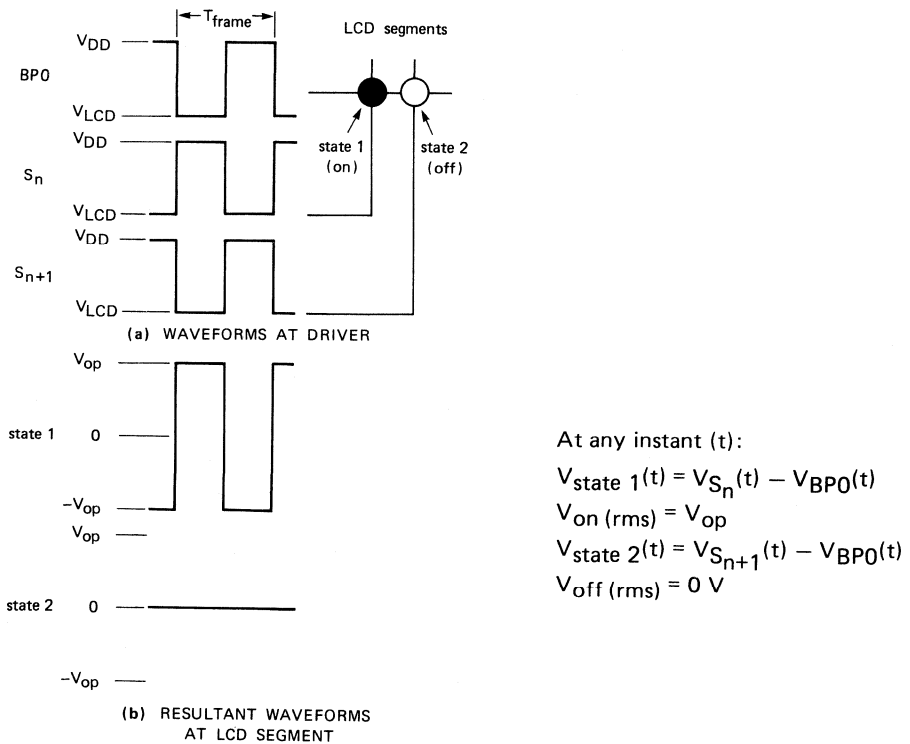 T_frame
LCD segments
V_DD
BP0
V_LCD
V_DD
state 1
(on)
state 2
(off)
S_n
V_LCD
V_DD
S_n+1
V_LCD
(a) WAVEFORMS AT DRIVER
V_op
state 1 0
−V_op
V_op
state 2 0
−V_op
(b) RESULTANT WAVEFORMS
AT LCD SEGMENT
At any instant (t):
V_state 1(t) = V_S_n(t) − V_BP0(t)
V_on (rms) = V_op
V_state 2(t) = V_S_n+1(t) − V_BP0(t)
V_off (rms) = 0 V